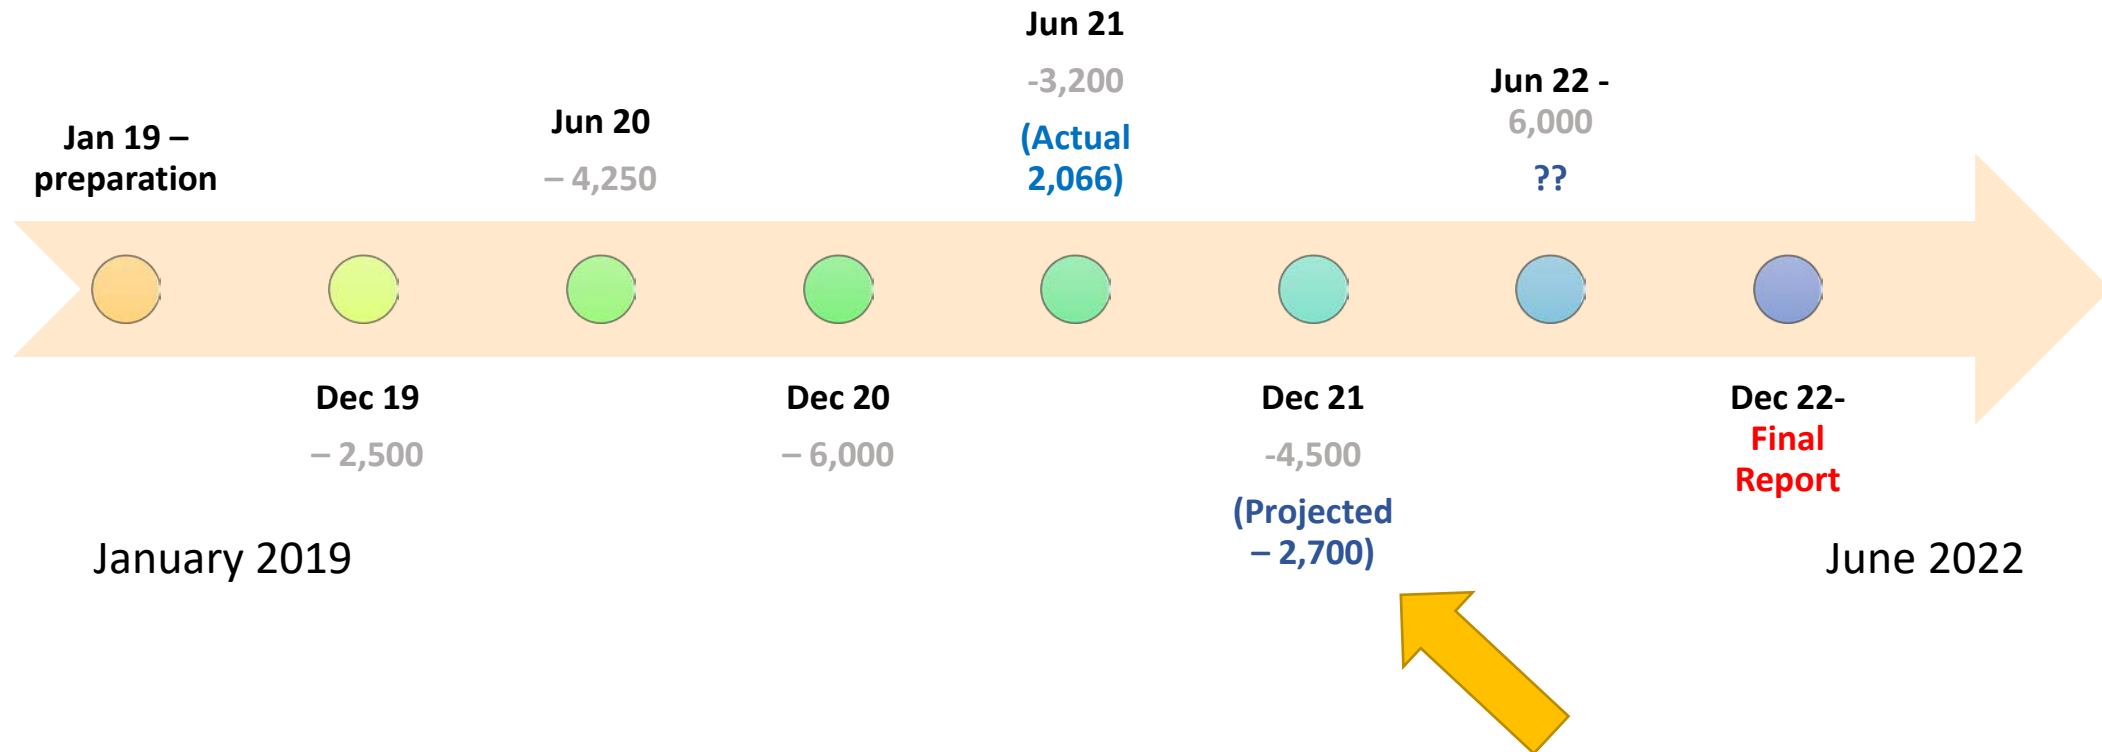 Jan 19 –
preparation
Dec 19
– 2,500
Jun 20
– 4,250
Dec 20
– 6,000
Jun 21
-3,200
(Actual
2,066)
Dec 21
-4,500
(Projected
– 2,700)
Jun 22 -
6,000
??
Dec 22-
Final
Report
January 2019
June 2022